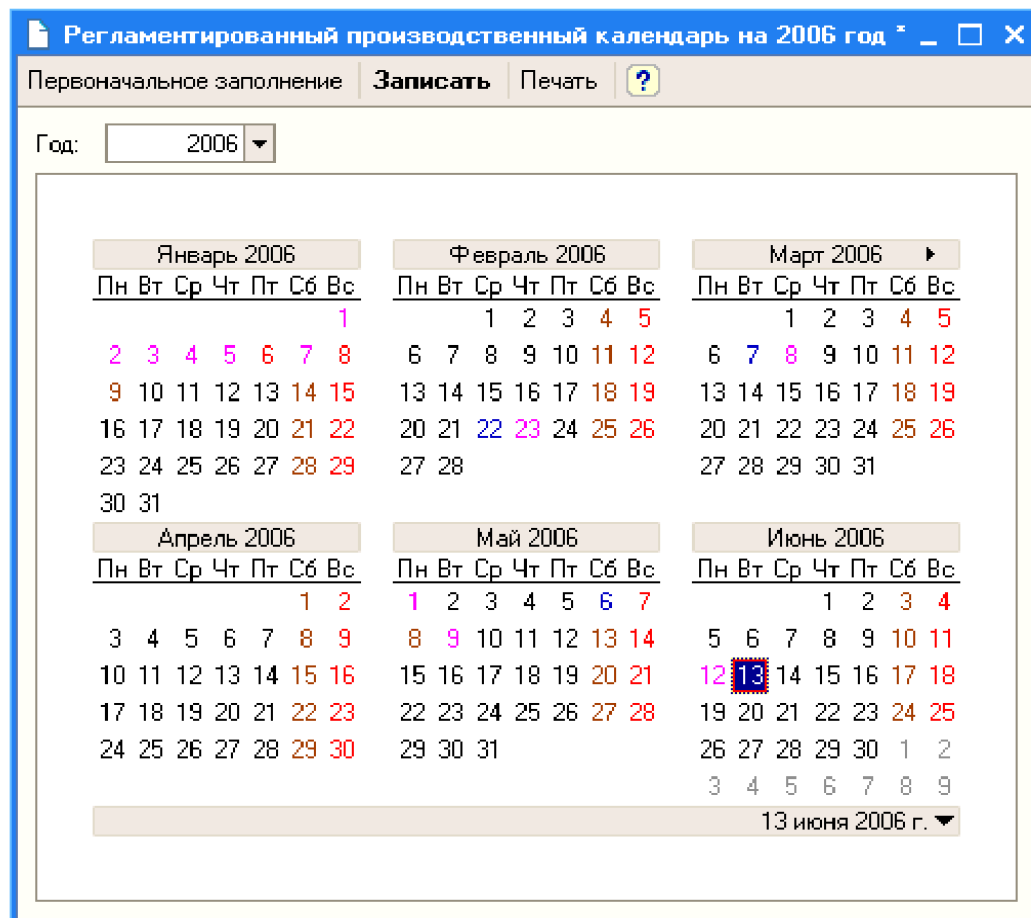 Регламентированный производственный календарь на 2006 год *
Первоначальное заполнение Записать Печать ?
Год: 2006
Январь 2006 Февраль 2006 Март 2006
Пн Вт Ср Чт Пт Сб Вс Пн Вт Ср Чт Пт Сб Вс Пн Вт Ср Чт Пт Сб Вс
1 1 2 3 4 5 1 2 3 4 5
2 3 4 5 6 7 8 6 7 8 9 10 11 12 6 7 8 9 10 11 12
9 10 11 12 13 14 15 13 14 15 16 17 18 19 13 14 15 16 17 18 19
16 17 18 19 20 21 22 20 21 22 23 24 25 26 20 21 22 23 24 25 26
23 24 25 26 27 28 29 27 28 27 28 29 30 31
30 31
Апрель 2006 Май 2006 Июнь 2006
Пн Вт Ср Чт Пт Сб Вс Пн Вт Ср Чт Пт Сб Вс Пн Вт Ср Чт Пт Сб Вс
1 2 1 2 3 4 5 6 7 1 2 3 4
3 4 5 6 7 8 9 8 9 10 11 12 13 14 5 6 7 8 9 10 11
10 11 12 13 14 15 16 15 16 17 18 19 20 21 12 13 14 15 16 17 18
17 18 19 20 21 22 23 22 23 24 25 26 27 28 19 20 21 22 23 24 25
24 25 26 27 28 29 30 29 30 31 26 27 28 29 30 1 2
3 4 5 6 7 8 9
13 июня 2006 г.